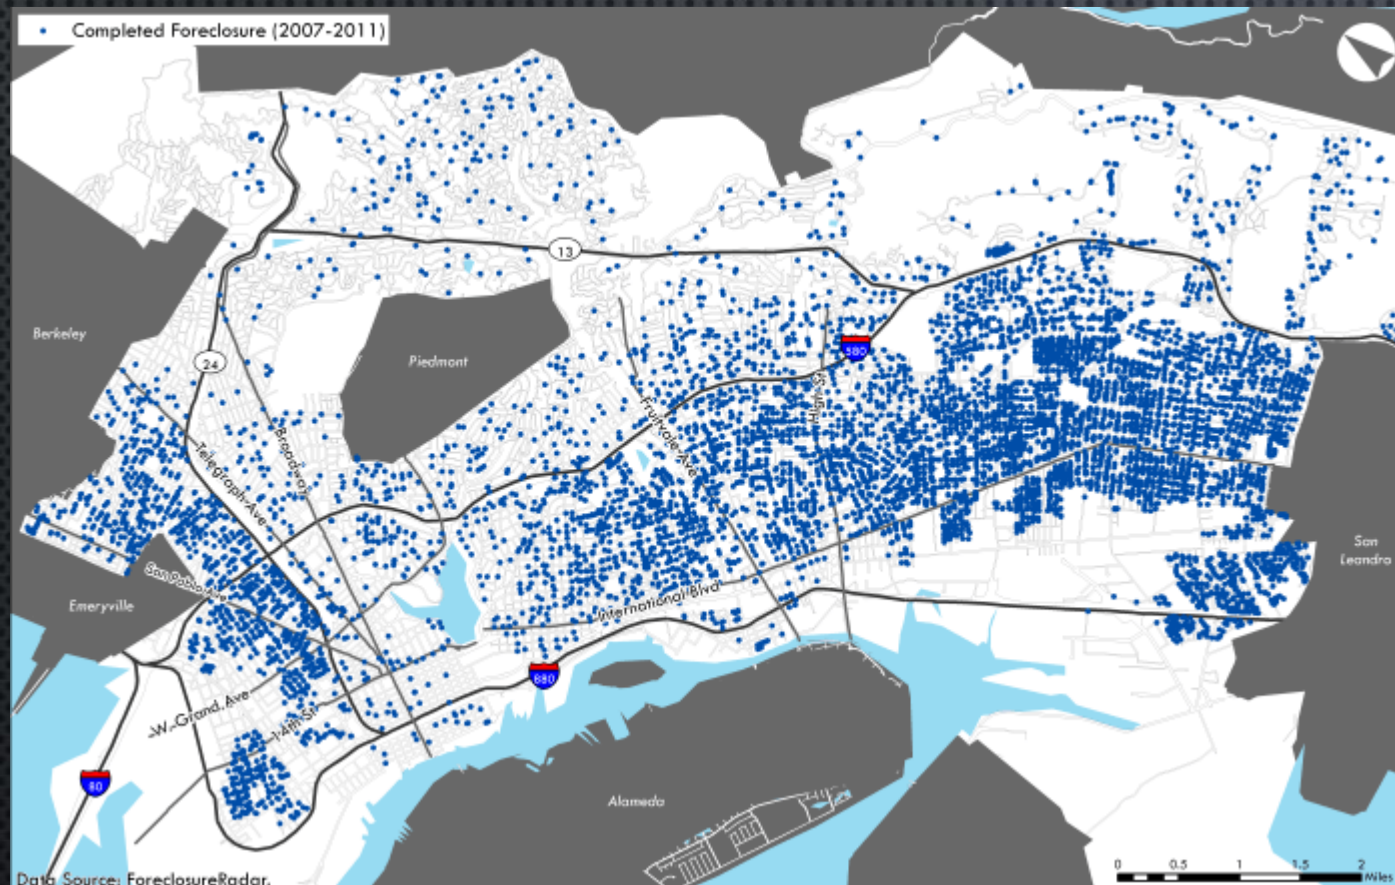 Completed Foreclosure (2007-2011)
13
Berkeley
Piedmont
24
580
High St
Fruitvale Ave
Broadway
Telegraph Ave
San Pablo Ave
Emeryville
San
Leandro
International Blvd
880
W. Grand Ave
14th St
80
Alameda
0 0.5 1 1.5 2
Miles
Data Source: ForeclosureRadar.